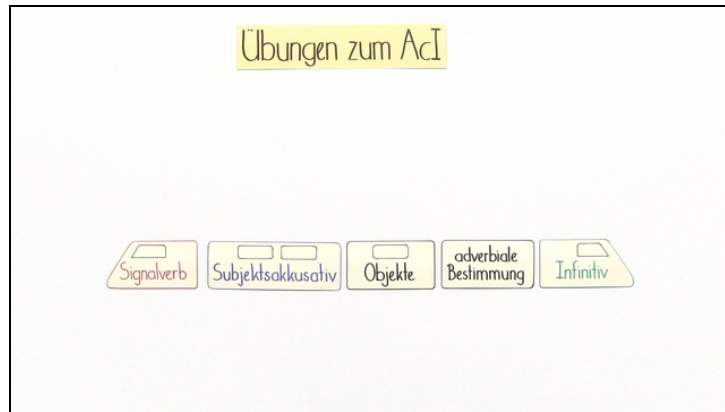 Übungen zum AcI
Signalverb
Subjektsakkusativ
Objekte
adverbiale
Bestimmung
Infinitiv